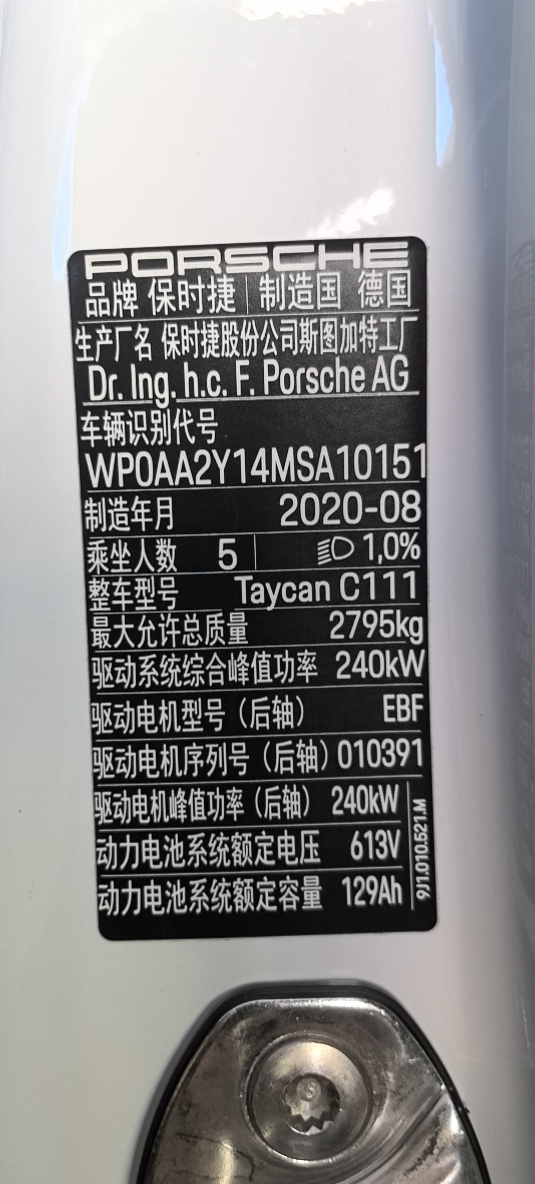 PORSCHE
品牌 保时捷 制造国 德国
生产厂名 保时捷股份公司斯图加特工厂
Dr. Ing. h.c. F. Porsche AG
车辆识别代号
WP0AA2Y14MSA10151
制造年月 2020-08
乘坐人数 5 1,0%
整车型号 Taycan C111
最大允许总质量 2795kg
驱动系统综合峰值功率 240kW
驱动电机型号（后轴） EBF
驱动电机序列号（后轴）010391
驱动电机峰值功率（后轴） 240kW
动力电池系统额定电压 613V
动力电池系统额定容量 129Ah
9J1.010.521.M